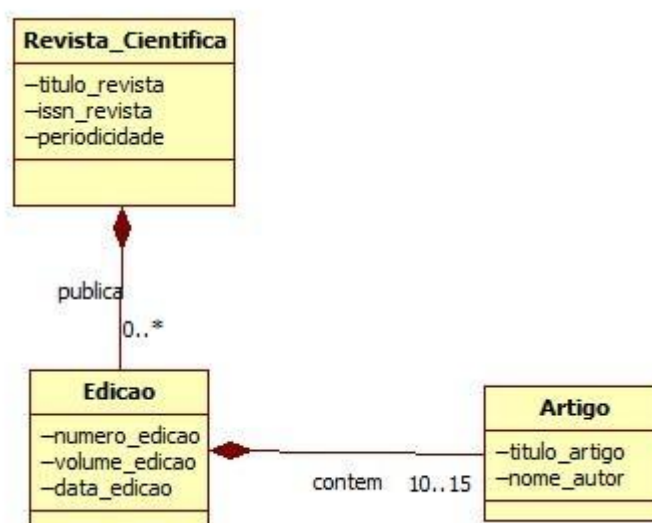 Revista_Cientifica
–titulo_revista
–issn_revista
–periodicidade
publica
0..*
Edicao
–numero_edicao
–volume_edicao
–data_edicao
contem 10..15
Artigo
–titulo_artigo
–nome_autor